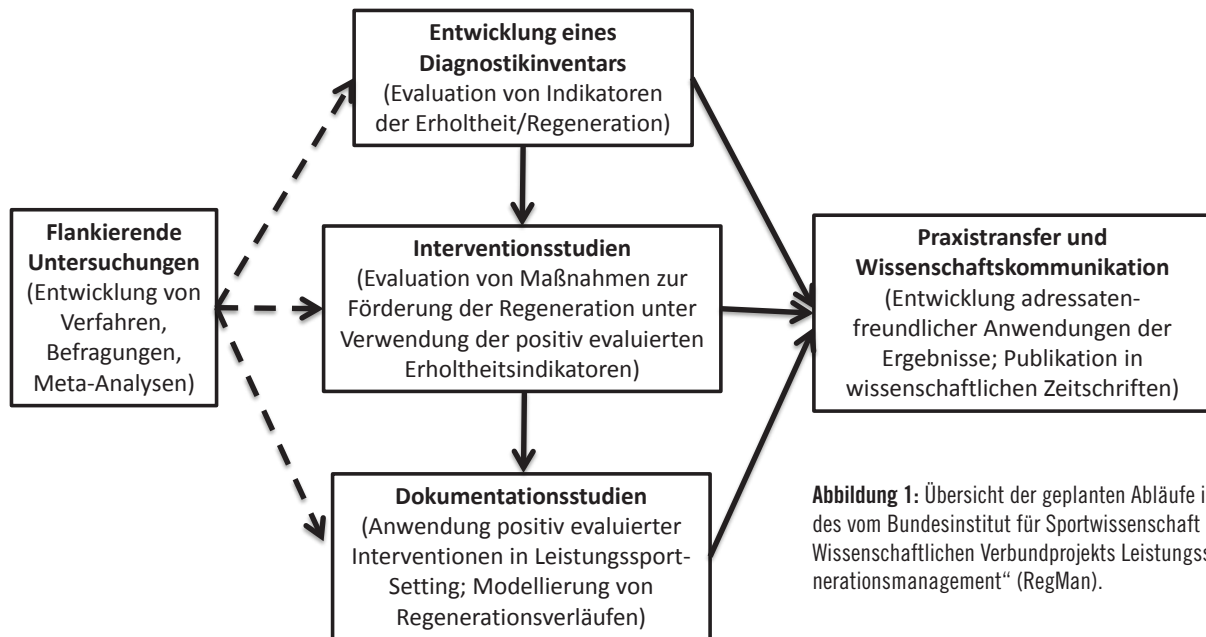 Entwicklung eines
Diagnostikinventars
(Evaluation von Indikatoren
der Erholtheit/Regeneration)
Flankierende
Untersuchungen
(Entwicklung von
Verfahren,
Befragungen,
Meta-Analysen)
Interventionsstudien
(Evaluation von Maßnahmen zur
Förderung der Regeneration unter
Verwendung der positiv evaluierten
Erholtheitsindikatoren)
Praxistransfer und
Wissenschaftskommunikation
(Entwicklung adressaten-
freundlicher Anwendungen der
Ergebnisse; Publikation in
wissenschaftlichen Zeitschriften)
Dokumentationsstudien
(Anwendung positiv evaluierter
Interventionen in Leistungssport-
Setting; Modellierung von
Regenerationsverläufen)
Abbildung 1: Übersicht der geplanten Abläufe i
des vom Bundesinstitut für Sportwissenschaft
Wissenschaftlichen Verbundprojekts Leistungss
nerationsmanagement“ (RegMan).